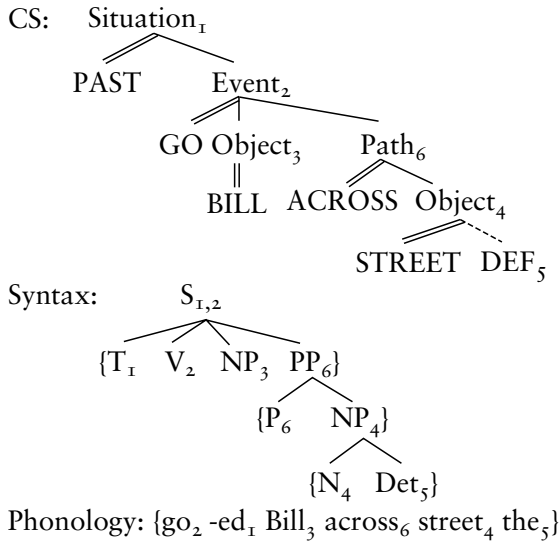 CS: Situation₁
PAST Event₂
GO Object₃ Path₆
BILL ACROSS Object₄
STREET DEF₅
Syntax: S₁,₂
{T₁ V₂ NP₃ PP₆}
{P₆ NP₄}
{N₄ Det₅}
Phonology: {go₂ -ed₁ Bill₃ across₆ street₄ the₅}